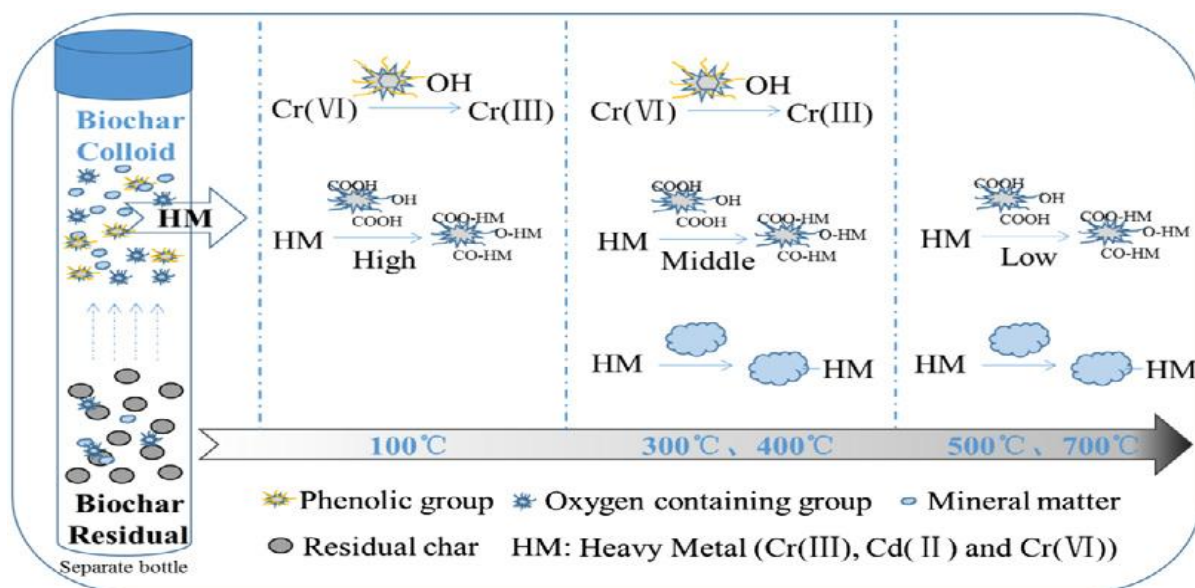 Biochar
Colloid
HM
Biochar
Residual
Separate bottle
OH
Cr(VI) Cr(III)
COOH
OH
COOH
COO-HM
O-HM
CO-HM
HM
High
OH
Cr(Ⅵ) Cr(Ⅲ)
COOH
OH
COOH
COO-HM
O-HM
CO-HM
HM
Middle
HM HM
COOH
OH
COOH
COO-HM
O-HM
CO-HM
HM
Low
HM HM
100℃ 300℃、400℃ 500℃、700℃
Phenolic group Oxygen containing group Mineral matter
Residual char HM: Heavy Metal (Cr(III), Cd(Ⅱ) and Cr(Ⅵ))